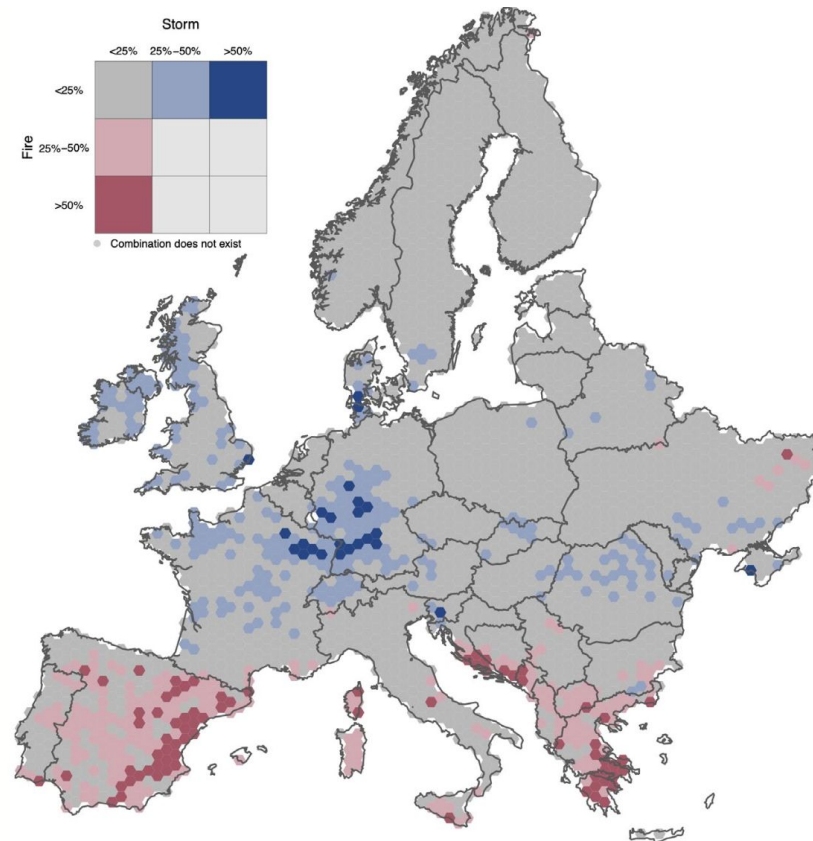 Storm
<25% 25%−50% >50%
<25%
Fire
25%−50%
>50%
Combination does not exist